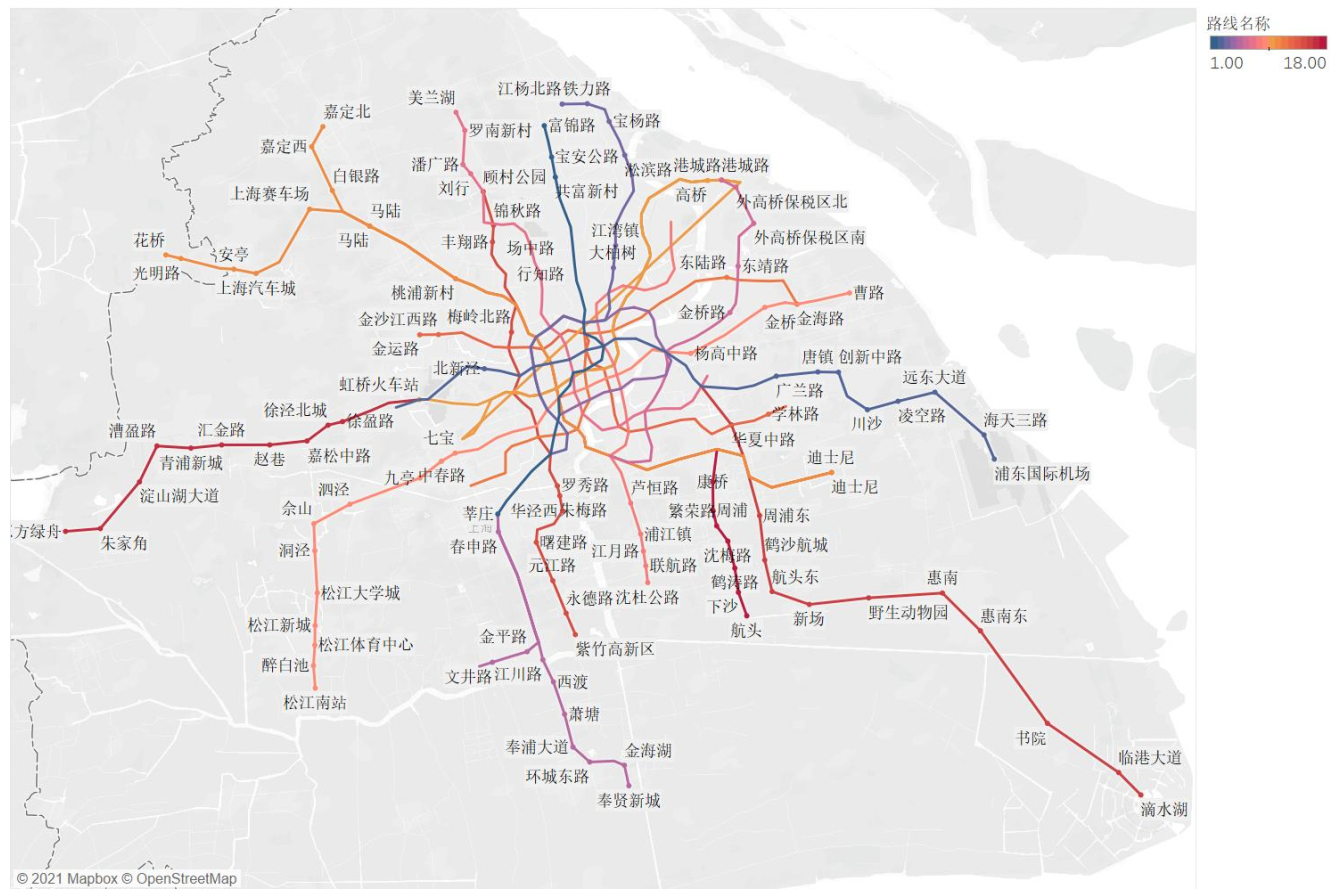 路线名称
1.00 18.00
江杨北路 铁力路
美兰湖
嘉定北
富锦路
宝杨路
罗南新村
嘉定西
宝安公路
潘广路
淞滨路
港城路 港城路
白银路
顾村公园
刘行
共富新村
上海赛车场
高桥
外高桥保税区北
马陆
锦秋路
江湾镇
花桥
马陆
丰翔路
场中路
大柏树
外高桥保税区南
安亭
光明路
行知路
东陆路
东靖路
上海汽车城
桃浦新村
曹路
金沙江西路
梅岭北路
金桥路
金桥
金海路
金运路
杨高中路
唐镇
创新中路
北新泾
远东大道
虹桥火车站
广兰路
徐泾北城
徐盈路
学林路
川沙
凌空路
海天三路
漕盈路
汇金路
七宝
华夏中路
青浦新城
赵巷
嘉松中路
迪士尼
九亭
中春路
浦东国际机场
泗泾
罗秀路
芦恒路
康桥
迪士尼
淀山湖大道
佘山
莘庄
华泾西
朱梅路
繁荣路
周浦
周浦东
方绿舟
上海
浦江镇
朱家角
春申路
曙建路
江月路
沈梅路
鹤沙航城
洞泾
元江路
联航路
鹤涛路
航头东
惠南
松江大学城
永德路
沈杜公路
下沙
新场
野生动物园
惠南东
松江新城
航头
金平路
松江体育中心
紫竹高新区
醉白池
文井路
江川路
西渡
松江南站
萧塘
书院
奉浦大道
金海湖
临港大道
环城东路
奉贤新城
滴水湖
© 2021 Mapbox © OpenStreetMap